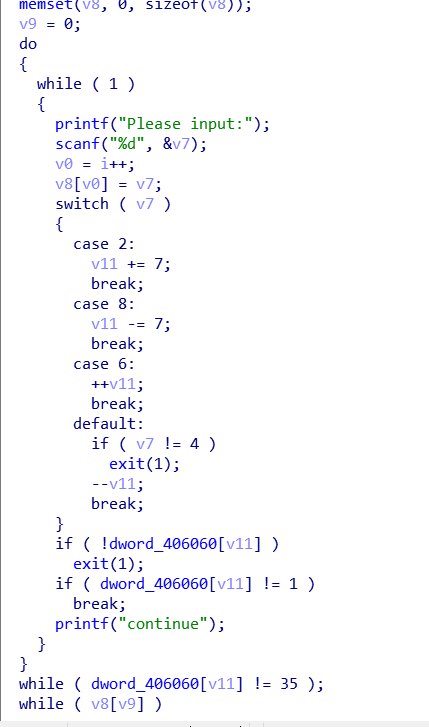 memset(v8, 0, sizeof(v8));
v9 = 0;
do
{
while ( 1 )
{
printf("Please input:");
scanf("%d", &v7);
v0 = i++;
v8[v0] = v7;
switch ( v7 )
{
case 2:
v11 += 7;
break;
case 8:
v11 -= 7;
break;
case 6:
++v11;
break;
default:
if ( v7 != 4 )
exit(1);
--v11;
break;
}
if ( !dword_406060[v11] )
exit(1);
if ( dword_406060[v11] != 1 )
break;
printf("continue");
}
}
while ( dword_406060[v11] != 35 );
while ( v8[v9] )